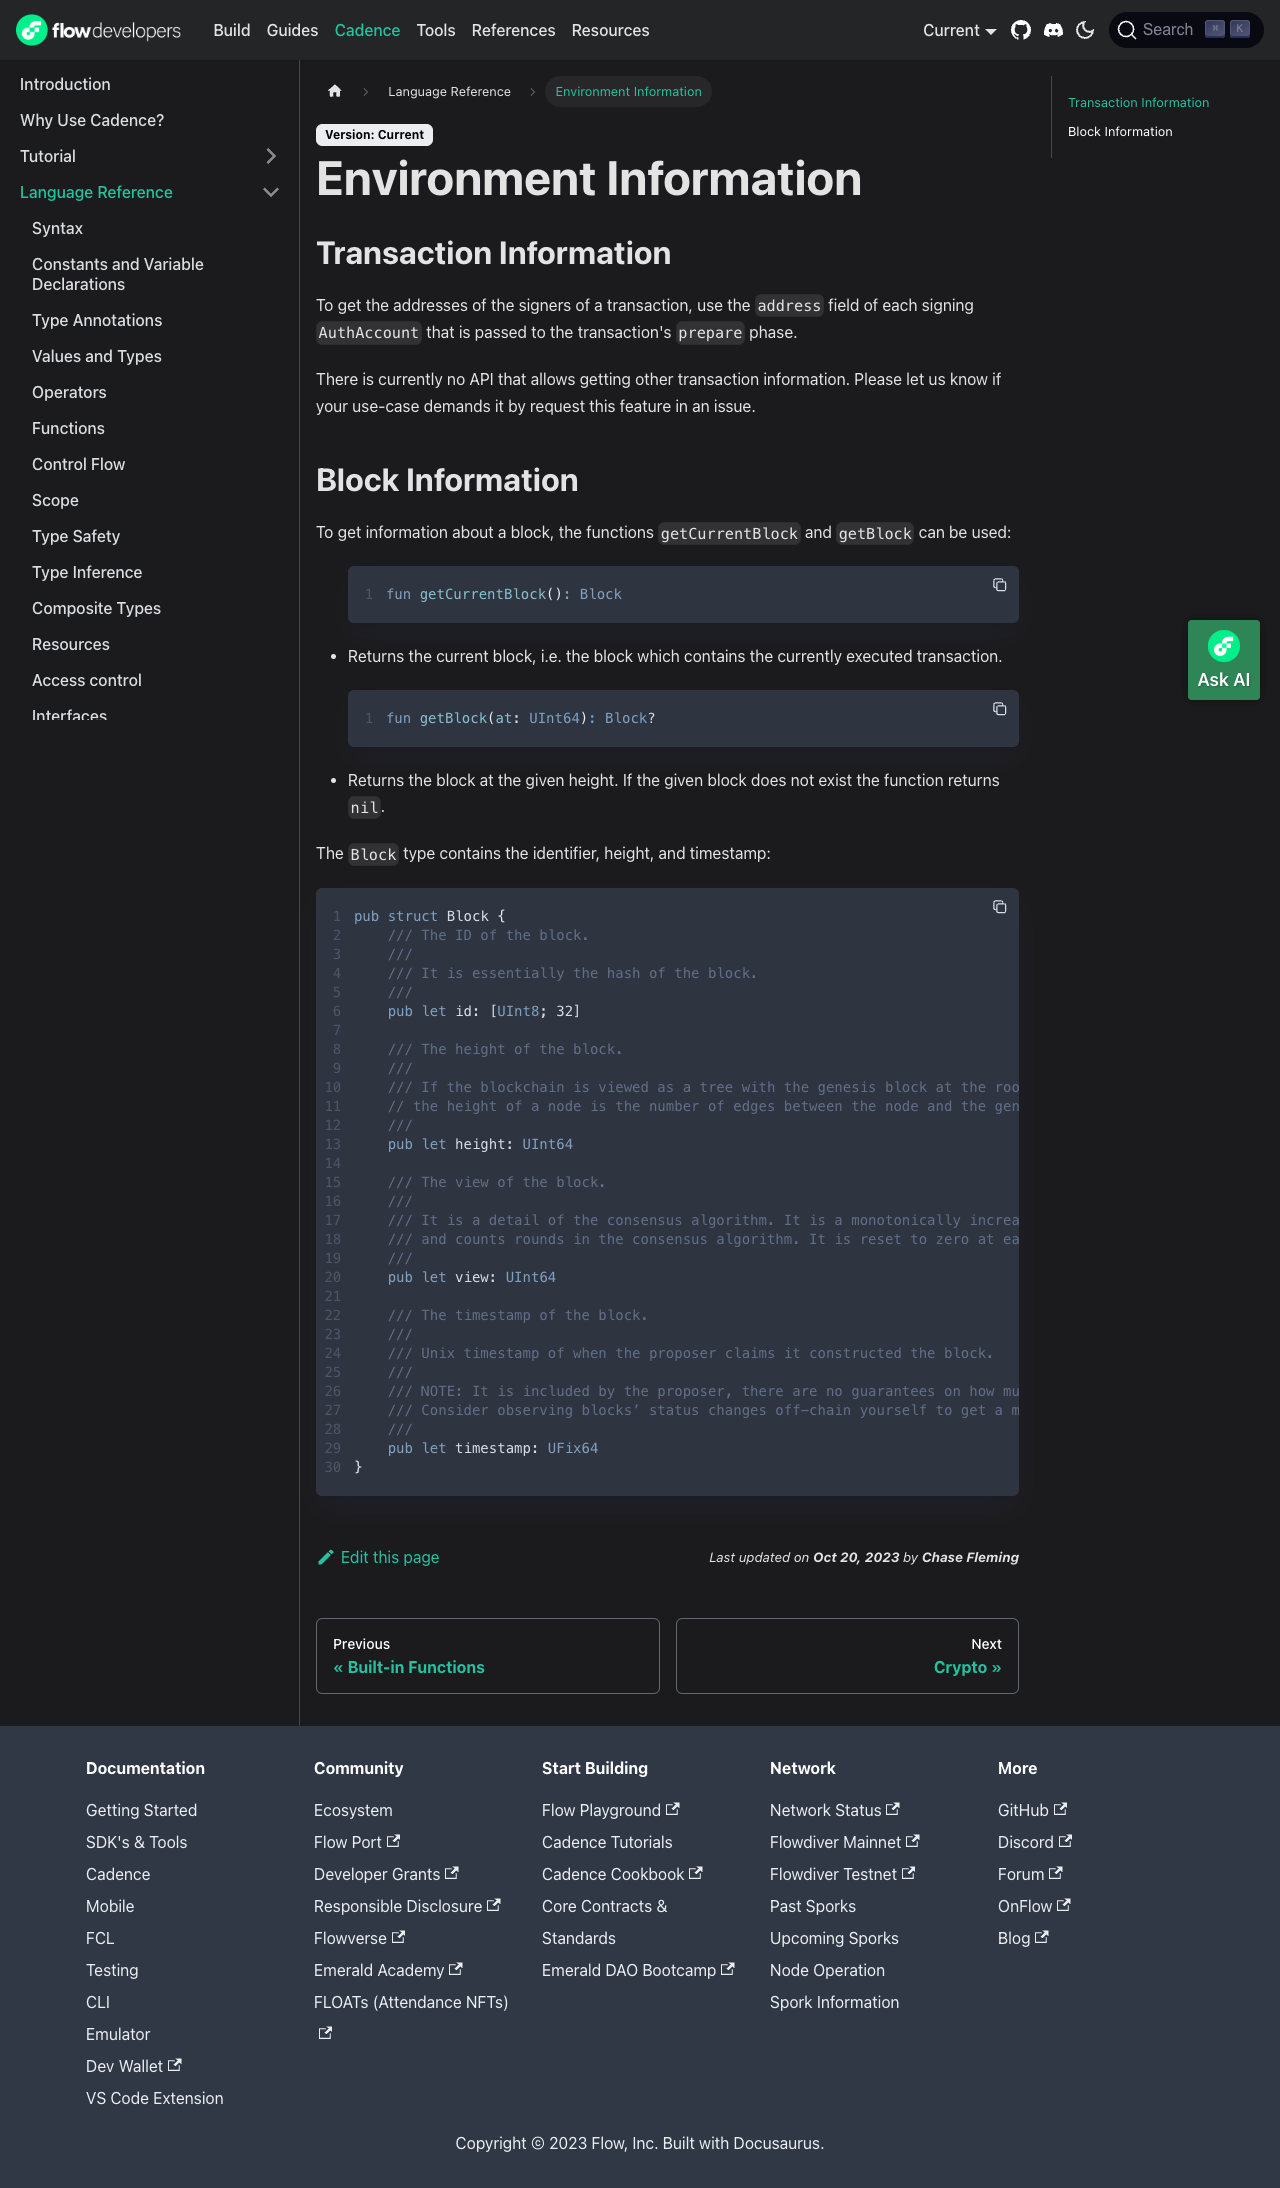 flowdevelopers
Build Guides Cadence Tools References Resources
Current
Search ⌘ K
Introduction
Why Use Cadence?
Tutorial
Language Reference
Syntax
Constants and Variable
Declarations
Type Annotations
Values and Types
Operators
Functions
Control Flow
Scope
Type Safety
Type Inference
Composite Types
Resources
Access control
Interfaces
Language Reference
Environment Information
Version: Current
Environment Information
Transaction Information
To get the addresses of the signers of a transaction, use the address field of each signing
AuthAccount that is passed to the transaction's prepare phase.
There is currently no API that allows getting other transaction information. Please let us know if
your use-case demands it by request this feature in an issue.
Block Information
To get information about a block, the functions getCurrentBlock and getBlock can be used:
1 fun getCurrentBlock(): Block
• Returns the current block, i.e. the block which contains the currently executed transaction.
1 fun getBlock(at: UInt64): Block?
• Returns the block at the given height. If the given block does not exist the function returns
nil.
The Block type contains the identifier, height, and timestamp:
1 pub struct Block {
2 /// The ID of the block.
3 ///
4 /// It is essentially the hash of the block.
5 ///
6 pub let id: [UInt8; 32]
7
8 /// The height of the block.
9 ///
10 /// If the blockchain is viewed as a tree with the genesis block at the roo
11 // the height of a node is the number of edges between the node and the gen
12 ///
13 pub let height: UInt64
14
15 /// The view of the block.
16 ///
17 /// It is a detail of the consensus algorithm. It is a monotonically increa
18 /// and counts rounds in the consensus algorithm. It is reset to zero at ea
19 ///
20 pub let view: UInt64
21
22 /// The timestamp of the block.
23 ///
24 /// Unix timestamp of when the proposer claims it constructed the block.
25 ///
26 /// NOTE: It is included by the proposer, there are no guarantees on how mu
27 /// Consider observing blocks’ status changes off-chain yourself to get a m
28 ///
29 pub let timestamp: UFix64
30 }
Edit this page
Last updated on Oct 20, 2023 by Chase Fleming
Previous
« Built-in Functions
Next
Crypto »
Transaction Information
Block Information
Ask AI
Documentation
Getting Started
SDK's & Tools
Cadence
Mobile
FCL
Testing
CLI
Emulator
Dev Wallet
VS Code Extension
Community
Ecosystem
Flow Port
Developer Grants
Responsible Disclosure
Flowverse
Emerald Academy
FLOATs (Attendance NFTs)
Start Building
Flow Playground
Cadence Tutorials
Cadence Cookbook
Core Contracts &
Standards
Emerald DAO Bootcamp
Network
Network Status
Flowdiver Mainnet
Flowdiver Testnet
Past Sporks
Upcoming Sporks
Node Operation
Spork Information
More
GitHub
Discord
Forum
OnFlow
Blog
Copyright © 2023 Flow, Inc. Built with Docusaurus.